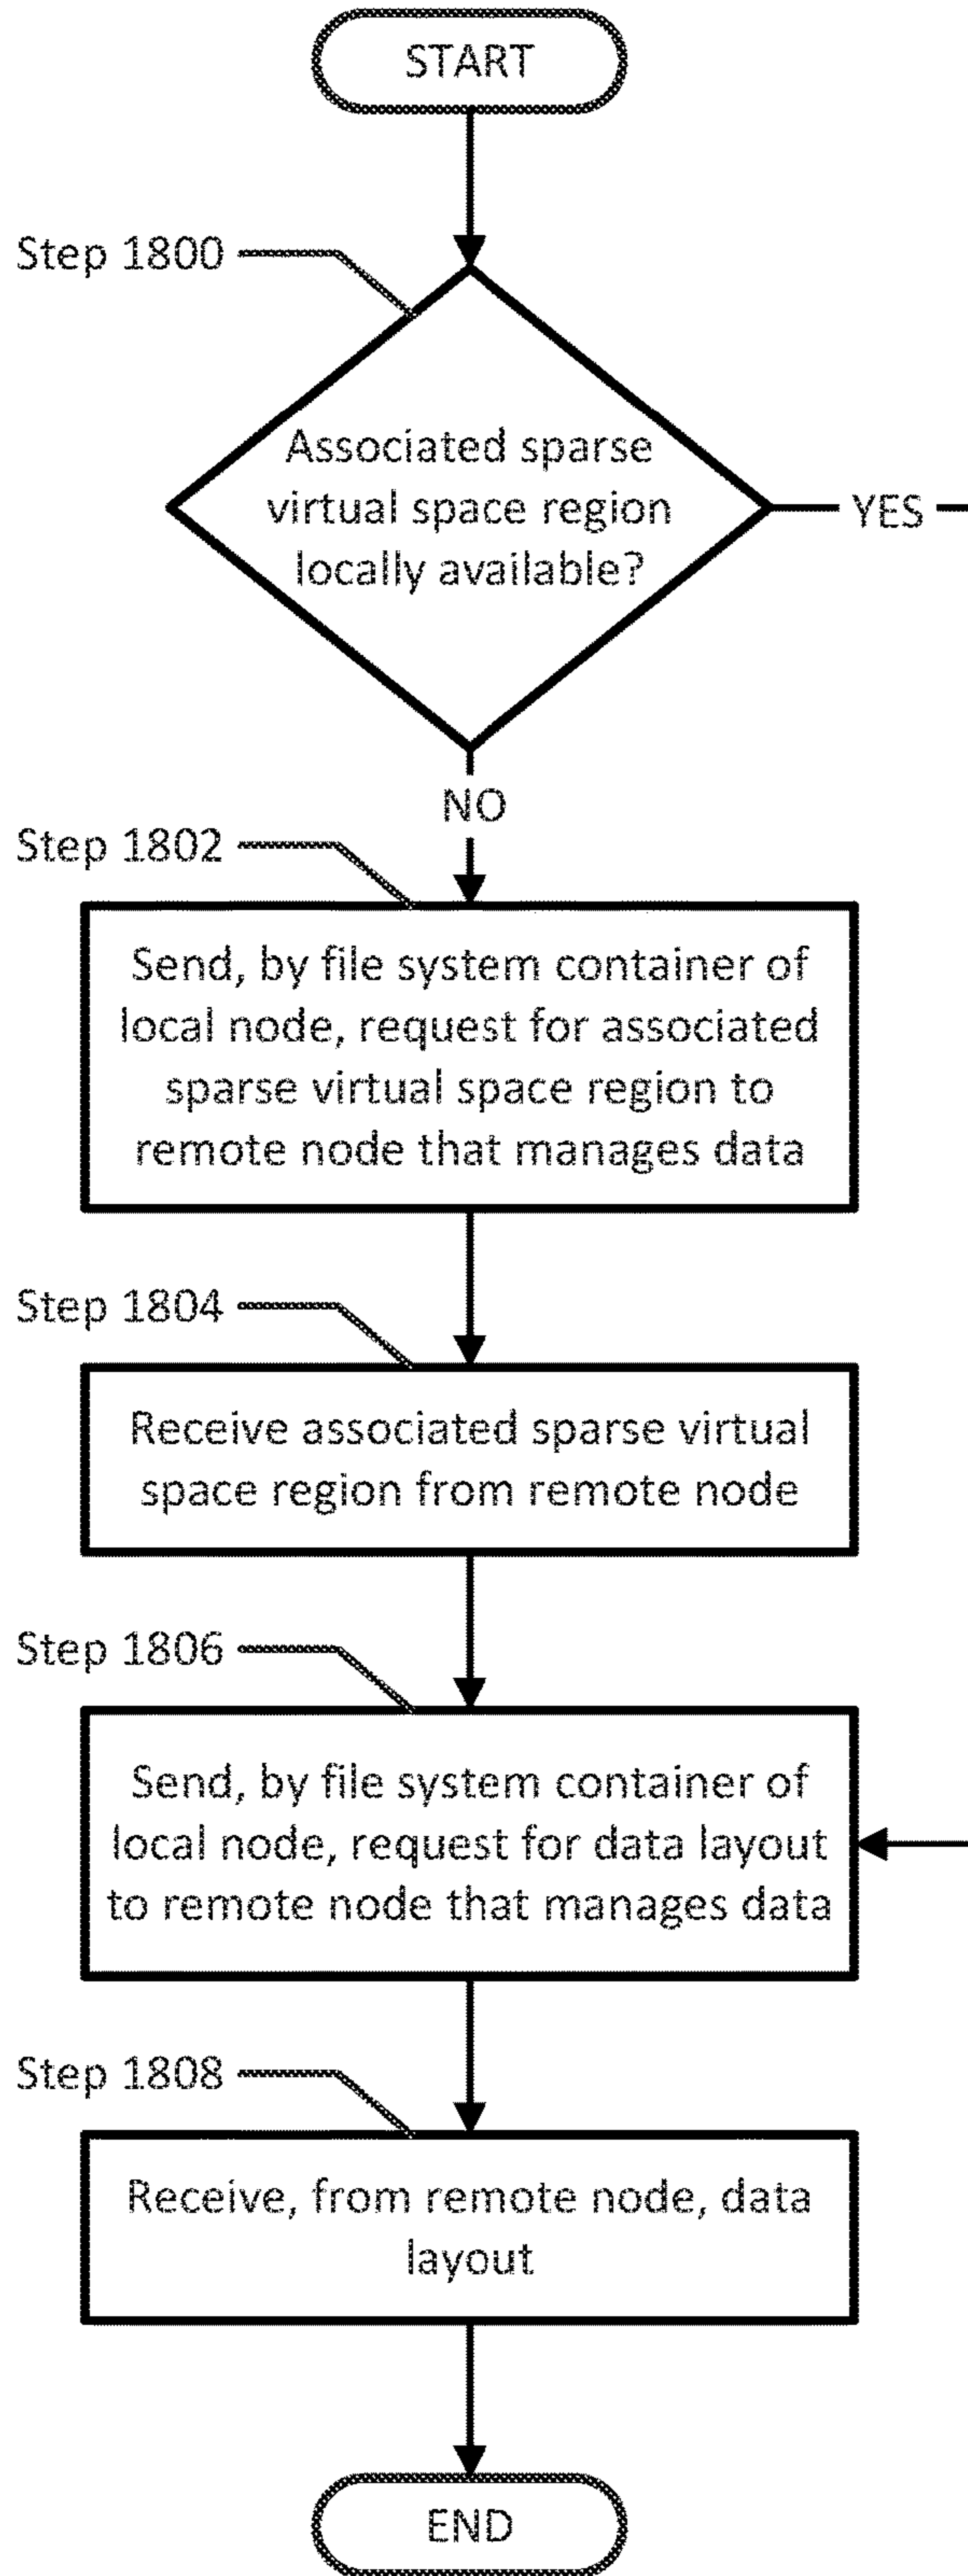 START
Step 1800
Associated sparse
virtual space region
locally available?
YES
NO
Step 1802
Send, by file system container of
local node, request for associated
sparse virtual space region to
remote node that manages data
Step 1804
Receive associated sparse virtual
space region from remote node
Step 1806
Send, by file system container of
local node, request for data layout
to remote node that manages data
Step 1808
Receive, from remote node, data
layout
END